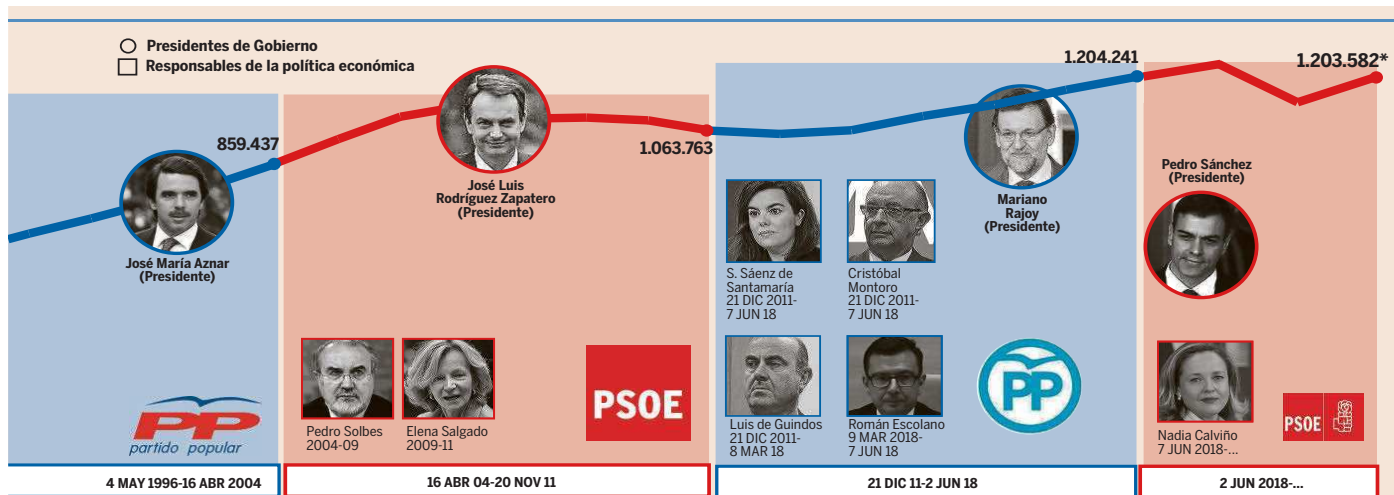 Presidentes de Gobierno
Responsables de la política económica
859.437
José María Aznar
(Presidente)
PP
partido popular
4 MAY 1996-16 ABR 2004
José Luis
Rodríguez Zapatero
(Presidente)
1.063.763
Pedro Solbes
2004-09
Elena Salgado
2009-11
PSOE
16 ABR 04-20 NOV 11
1.204.241
Mariano
Rajoy
(Presidente)
S. Sáenz de
Santamaría
21 DIC 2011-
7 JUN 18
Cristóbal
Montoro
21 DIC 2011-
7 JUN 18
Luis de Guindos
21 DIC 2011-
8 MAR 18
Román Escolano
9 MAR 2018-
7 JUN 18
PP
21 DIC 11-2 JUN 18
1.203.582*
Pedro Sánchez
(Presidente)
Nadia Calviño
7 JUN 2018-...
PSOE
2 JUN 2018-...